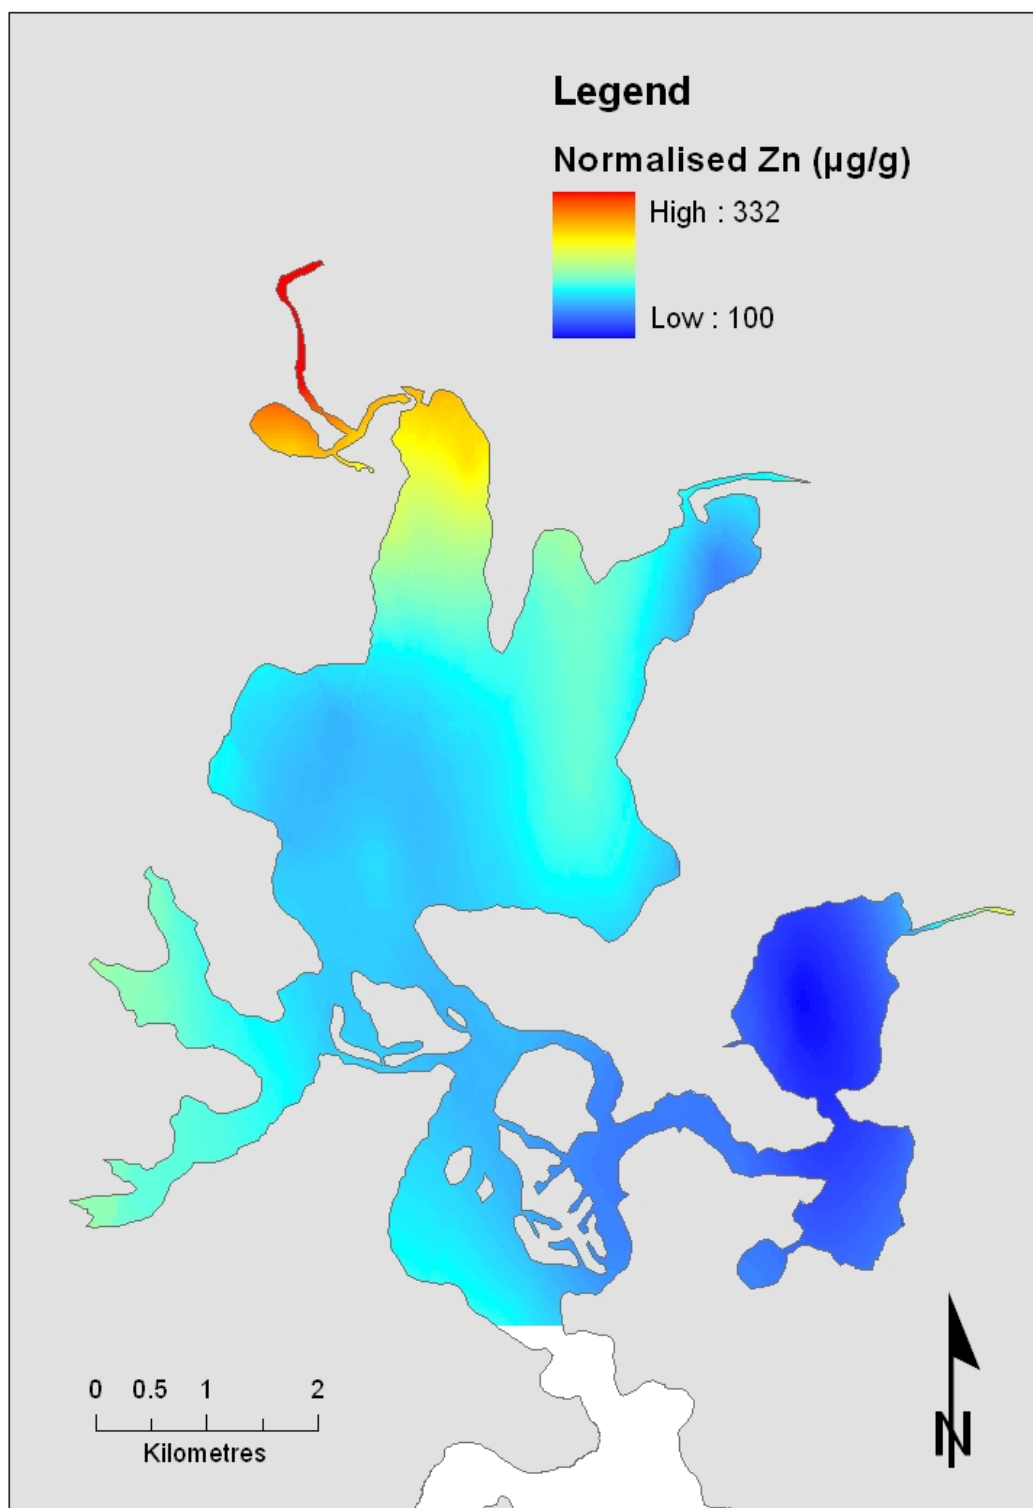 Legend
Normalised Zn (µg/g)
High : 332
Low : 100
0 0.5 1 2
Kilometres
N